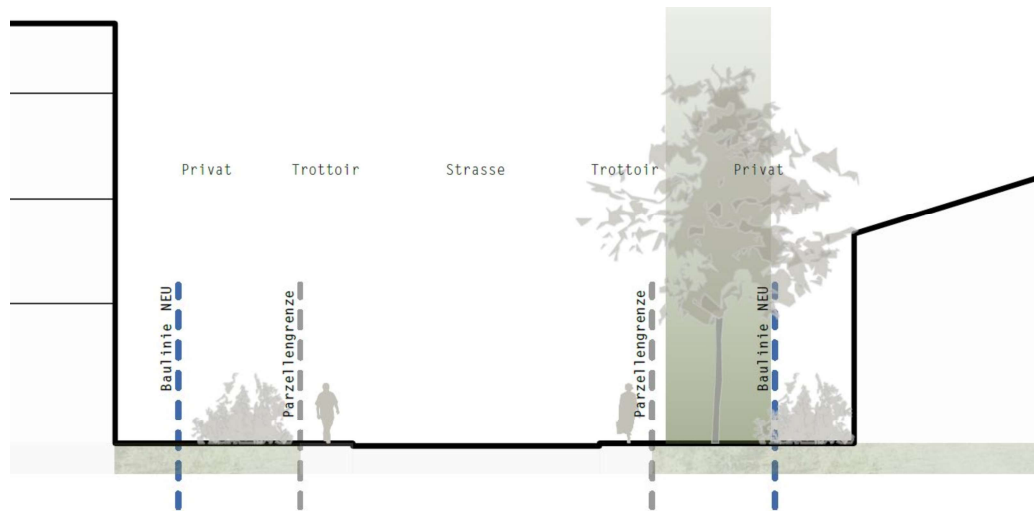 Privat
Trottoir
Strasse
Trottoir
Privat
Baulinie NEU
Parzellengrenze
Parzellengrenze
Baulinie NEU